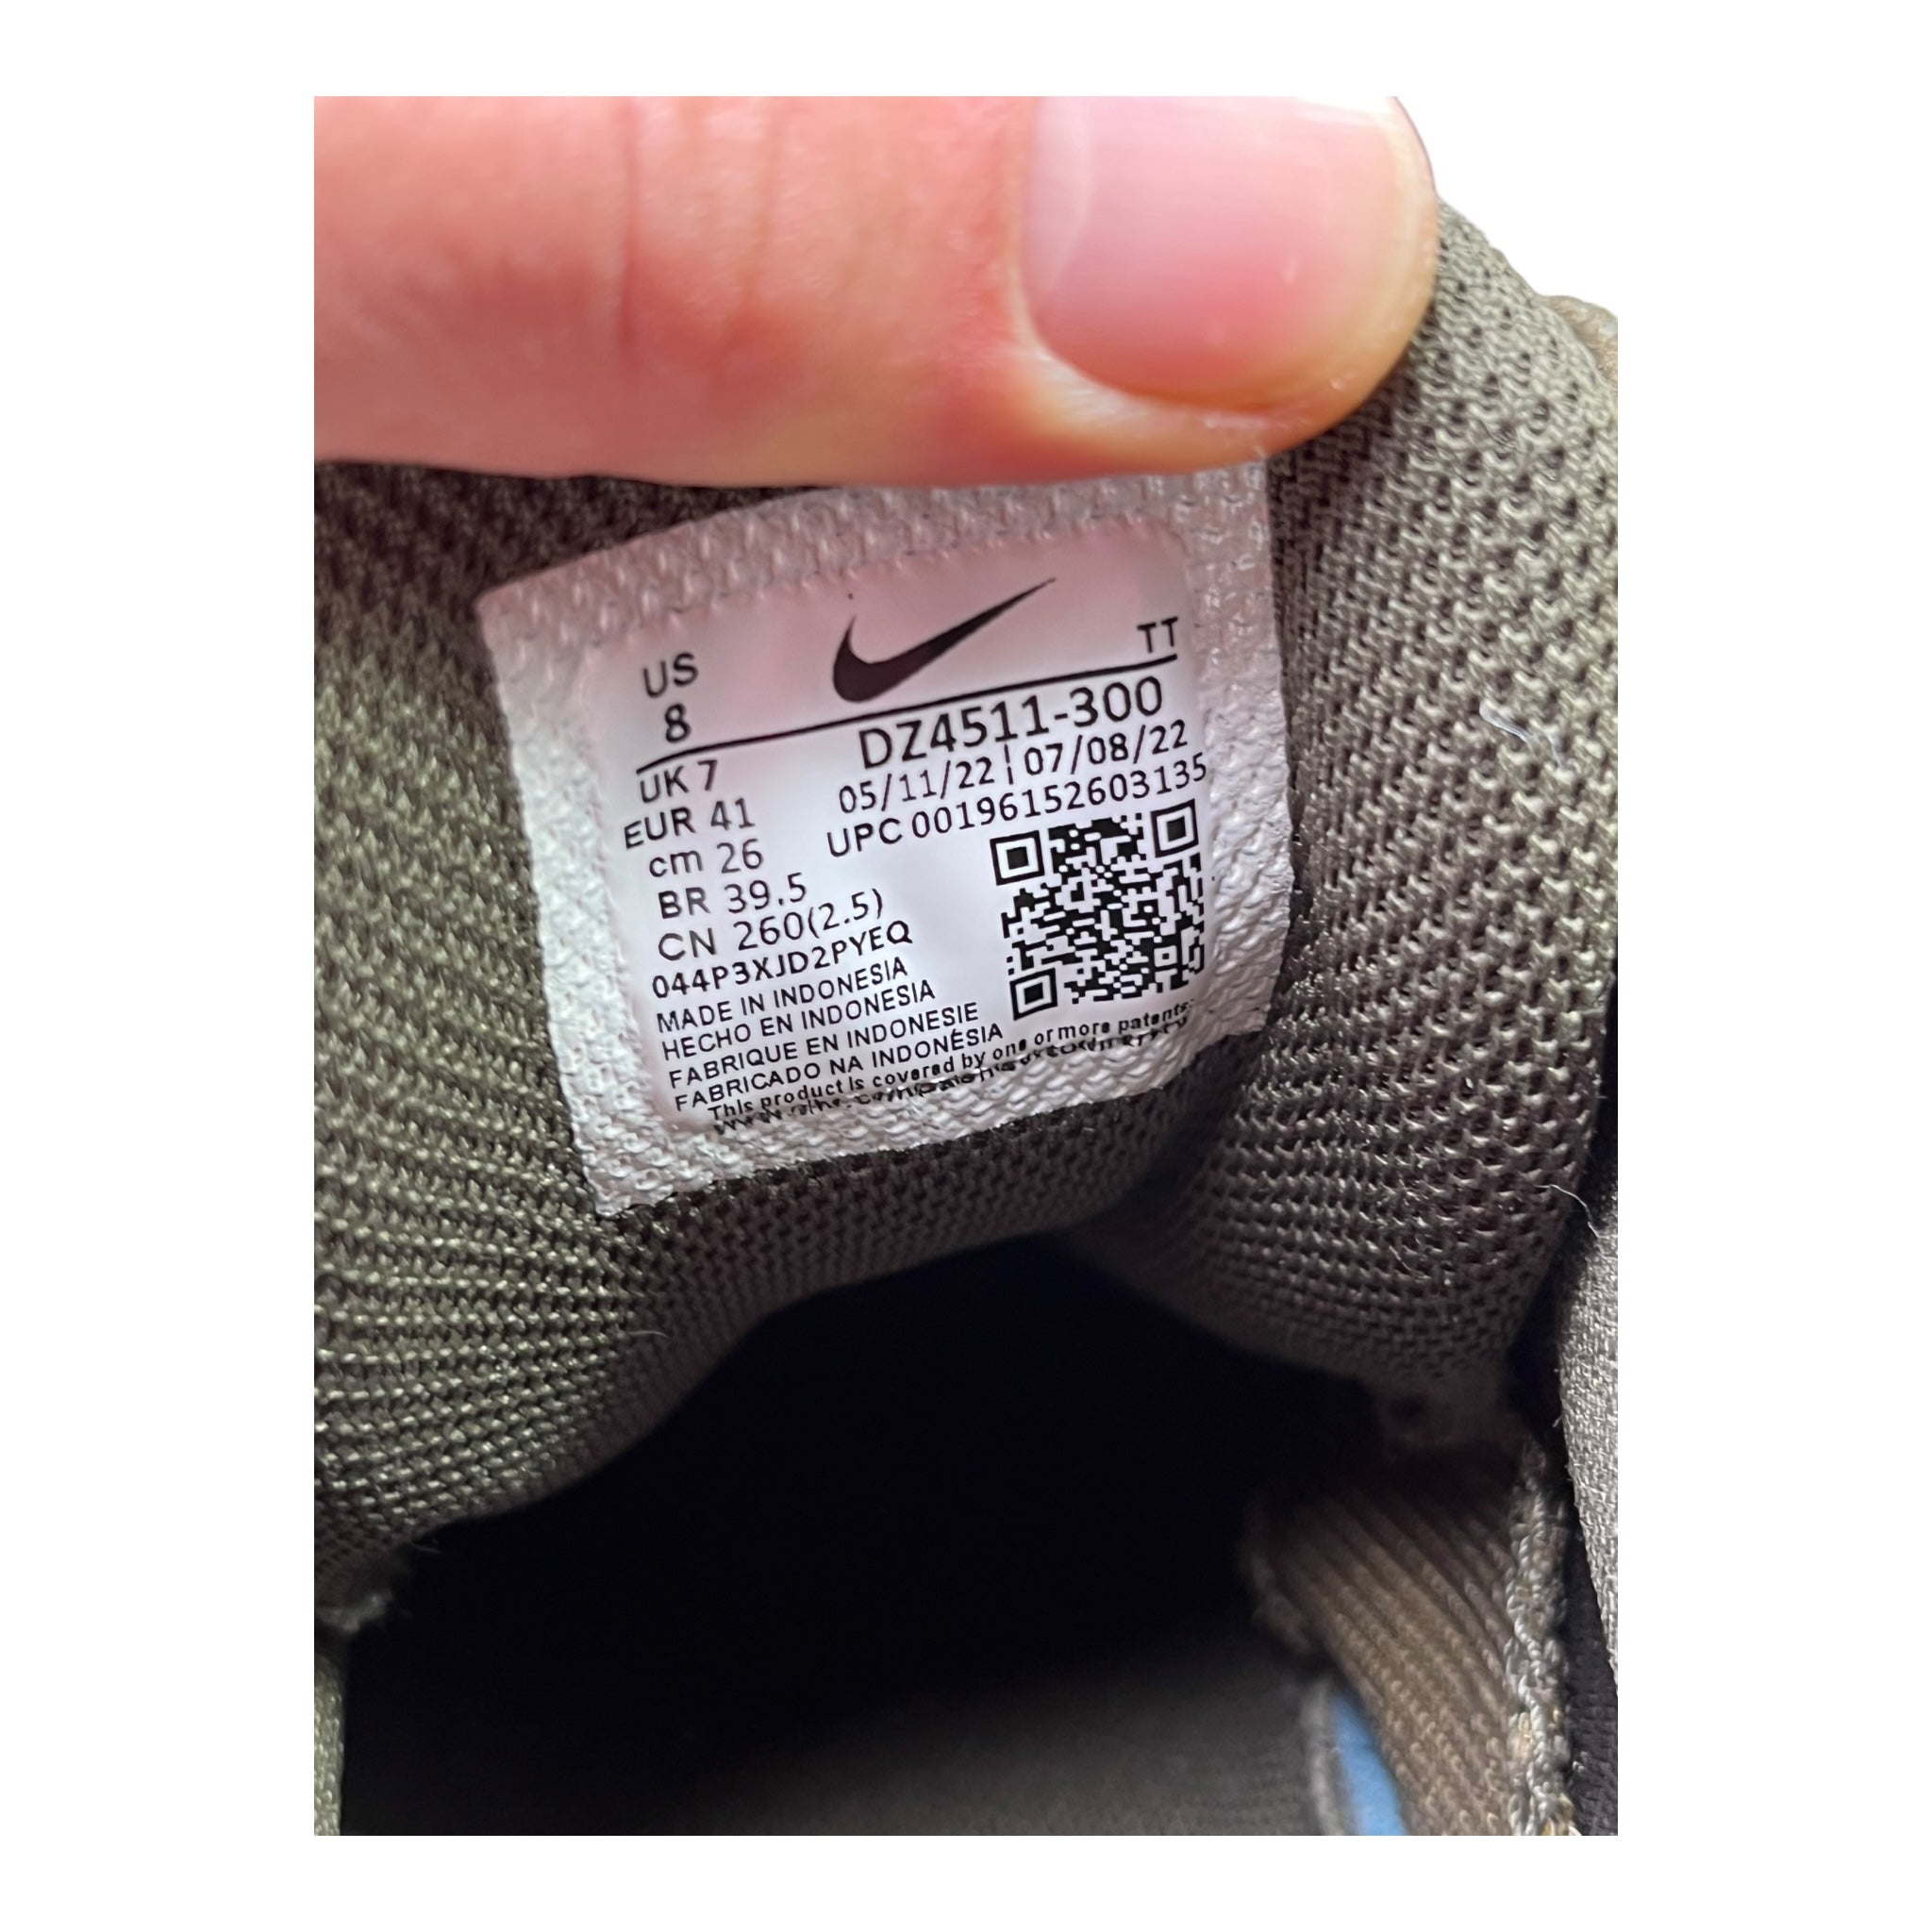 US
8
TT
DZ4511-300
05/11/22 | 07/08/22
UPC 00196152603135
UK 7
EUR 41
cm 26
BR 39.5
CN 260(2.5)
044P3XJD2PYEQ
MADE IN INDONESIA
HECHO EN INDONESIA
FABRIQUE EN INDONESIE
FABRICADO NA INDONÉSIA
This product is covered by one or more patents: